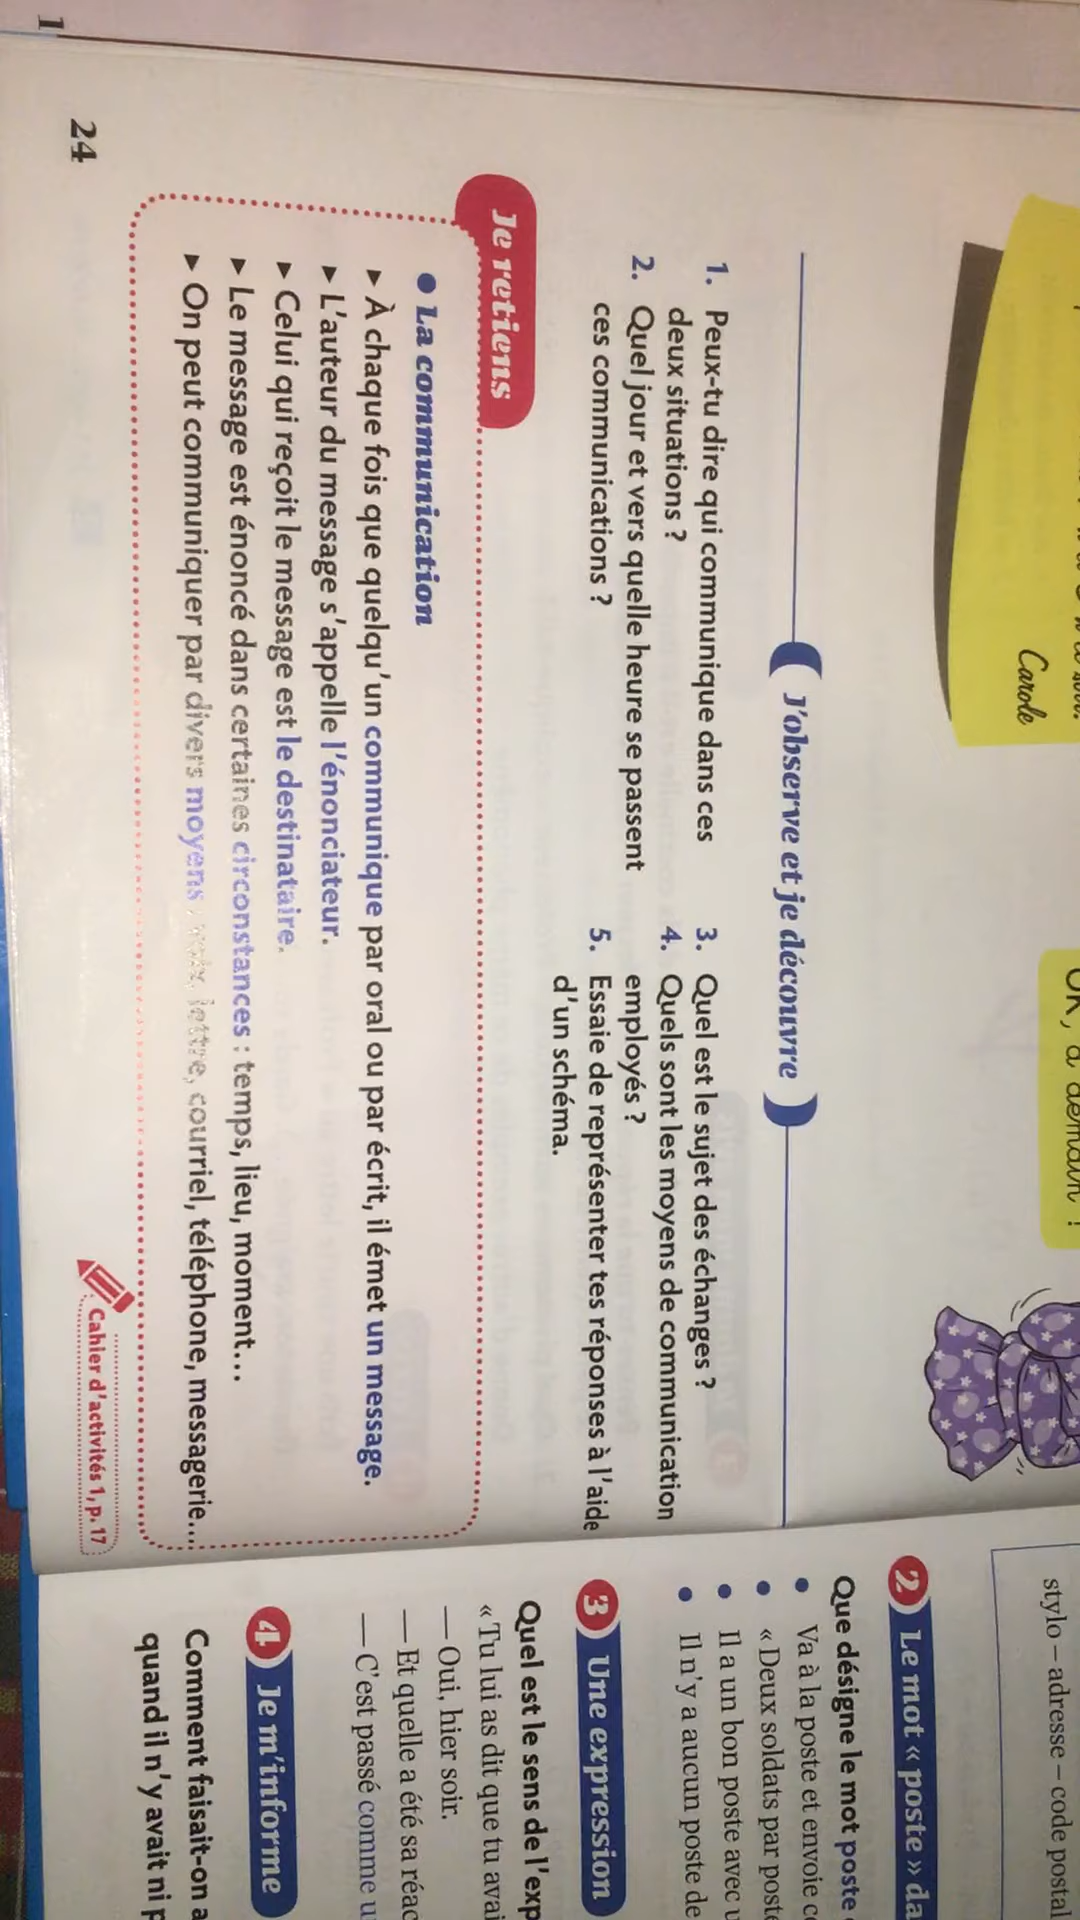 Carole
OK, à demain !
J'observe et je découvre
1. Peux-tu dire qui communique dans ces
deux situations ?
2. Quel jour et vers quelle heure se passent
ces communications ?
3. Quel est le sujet des échanges ?
4. Quels sont les moyens de communication
employés ?
5. Essaie de représenter tes réponses à l'aide
d'un schéma.
Je retiens
• La communication
▸ À chaque fois que quelqu'un communique par oral ou par écrit, il émet un message.
▸ L'auteur du message s'appelle l'énonciateur.
▸ Celui qui reçoit le message est le destinataire.
▸ Le message est énoncé dans certaines circonstances : temps, lieu, moment...
▸ On peut communiquer par divers moyens : voix, lettre, courriel, téléphone, messagerie...
Cahier d'activités 1, p. 17
24
stylo – adresse – code postal
2 Le mot « poste » da
Que désigne le mot poste
• Va à la poste et envoie c
• « Deux soldats par poste
• Il a un bon poste avec
• Il n'y a aucun poste de
3 Une expression
Quel est le sens de l'exp
« Tu lui as dit que tu avai
— Oui, hier soir.
— Et quelle a été sa réac
— C'est passé comme u
4 Je m'informe
Comment faisait-on a
quand il n'y avait ni p
1